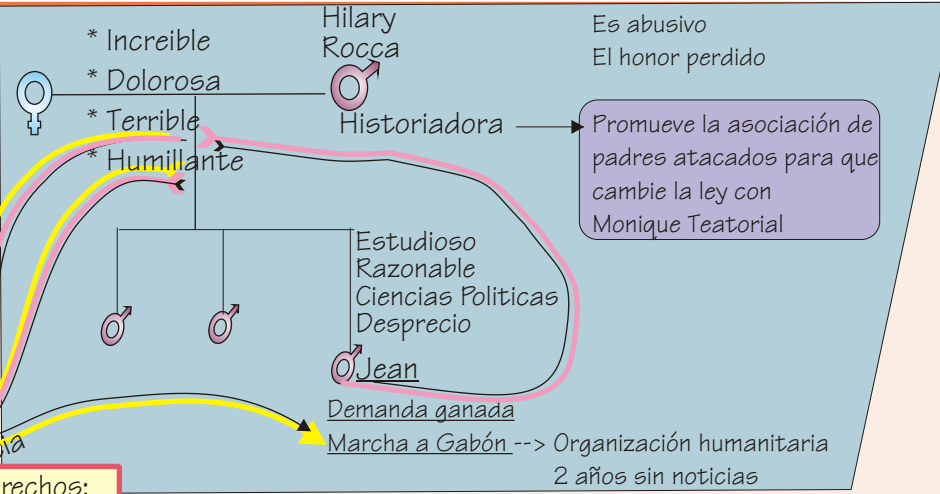 * Increible
* Dolorosa
* Terrible
* Humillante
Hilary
Rocca
Historiadora
Es abusivo
El honor perdido
Promueve la asociación de
padres atacados para que
cambie la ley con
Monique Teatorial
Estudioso
Razonable
Ciencias Politicas
Desprecio
Jean
Demanda ganada
Marcha a Gabón --> Organización humanitaria
2 años sin noticias